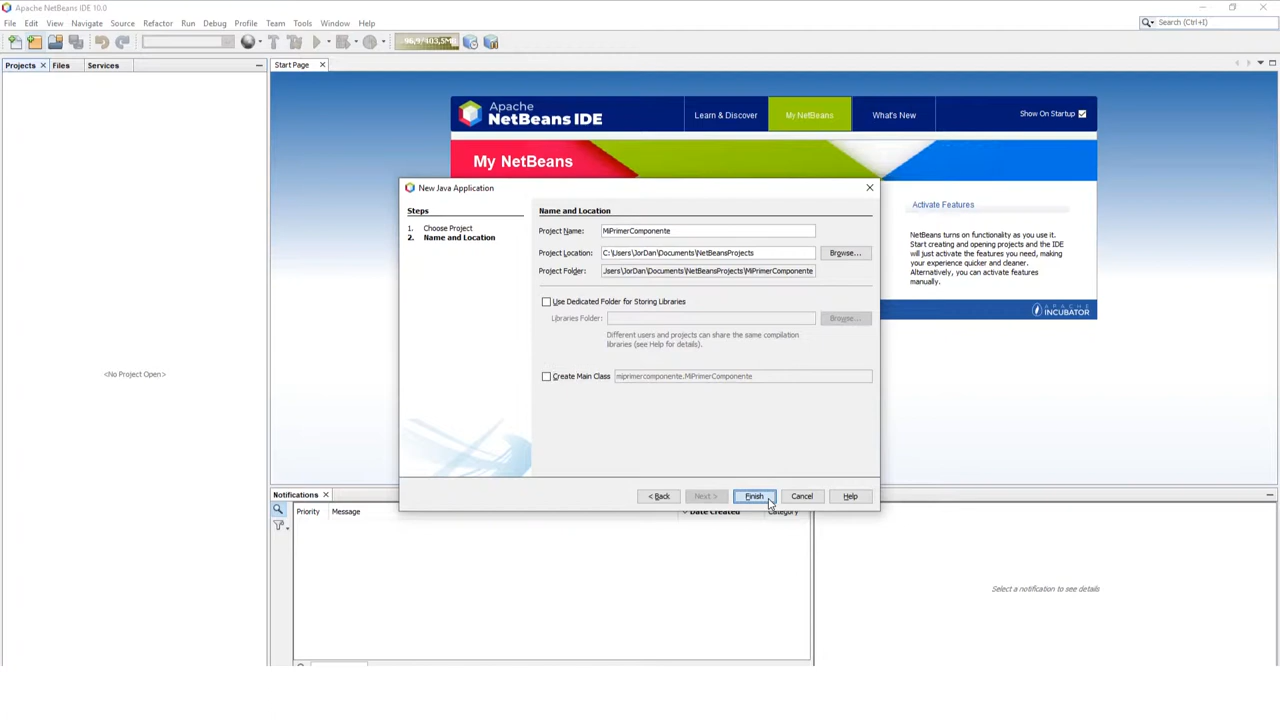 Apache NetBeans IDE 10.0
File Edit View Navigate Source Refactor Run Debug Profile Team Tools Window Help
Search (Ctrl+I)
Projects Files Services
Start Page
Apache
NetBeans IDE
Learn & Discover
My NetBeans
What's New
Show On Startup
My NetBeans
Activate Features
NetBeans turns on functionality as you use it.
Start creating and opening projects and the IDE
will just activate the features you need, making
your experience quicker and cleaner.
Alternatively, you can activate features
manually.
APACHE
INCUBATOR
<No Project Open>
New Java Application
Steps
1. Choose Project
2. Name and Location
Name and Location
Project Name: MiPrimerComponente
Project Location: C:\Users\JorDan\Documents\NetBeansProjects Browse...
Project Folder: Jsers\JorDan\Documents\NetBeansProjects\MiPrimerComponente
Use Dedicated Folder for Storing Libraries
Libraries Folder: Browse...
Different users and projects can share the same compilation
libraries (see Help for details).
Create Main Class miprimercomponente.MiPrimerComponente
< Back Next > Finish Cancel Help
Notifications
Priority Message Date Created Category
Select a notification to see details